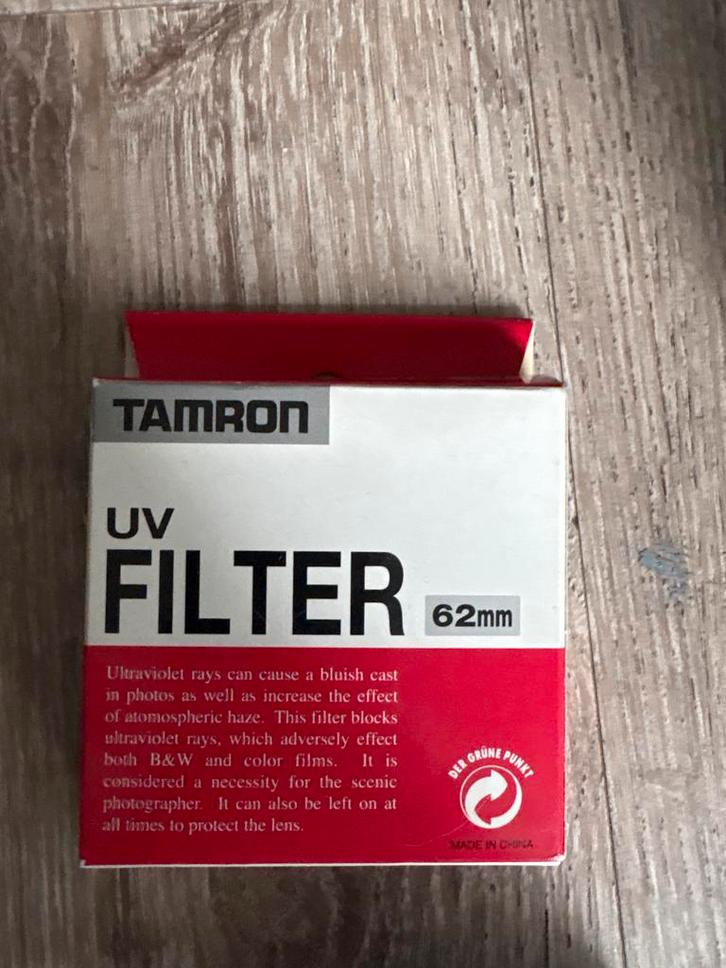 TAMRON
UV
FILTER
62mm
Ultraviolet rays can cause a bluish cast
in photos as well as increase the effect
of atomospheric haze. This filter blocks
ultraviolet rays, which adversely effect
both B&W and color films. It is
considered a necessity for the scenic
photographer. It can also be left on at
all times to protect the lens.
DER GRÜNE PUNKT
MADE IN CHINA